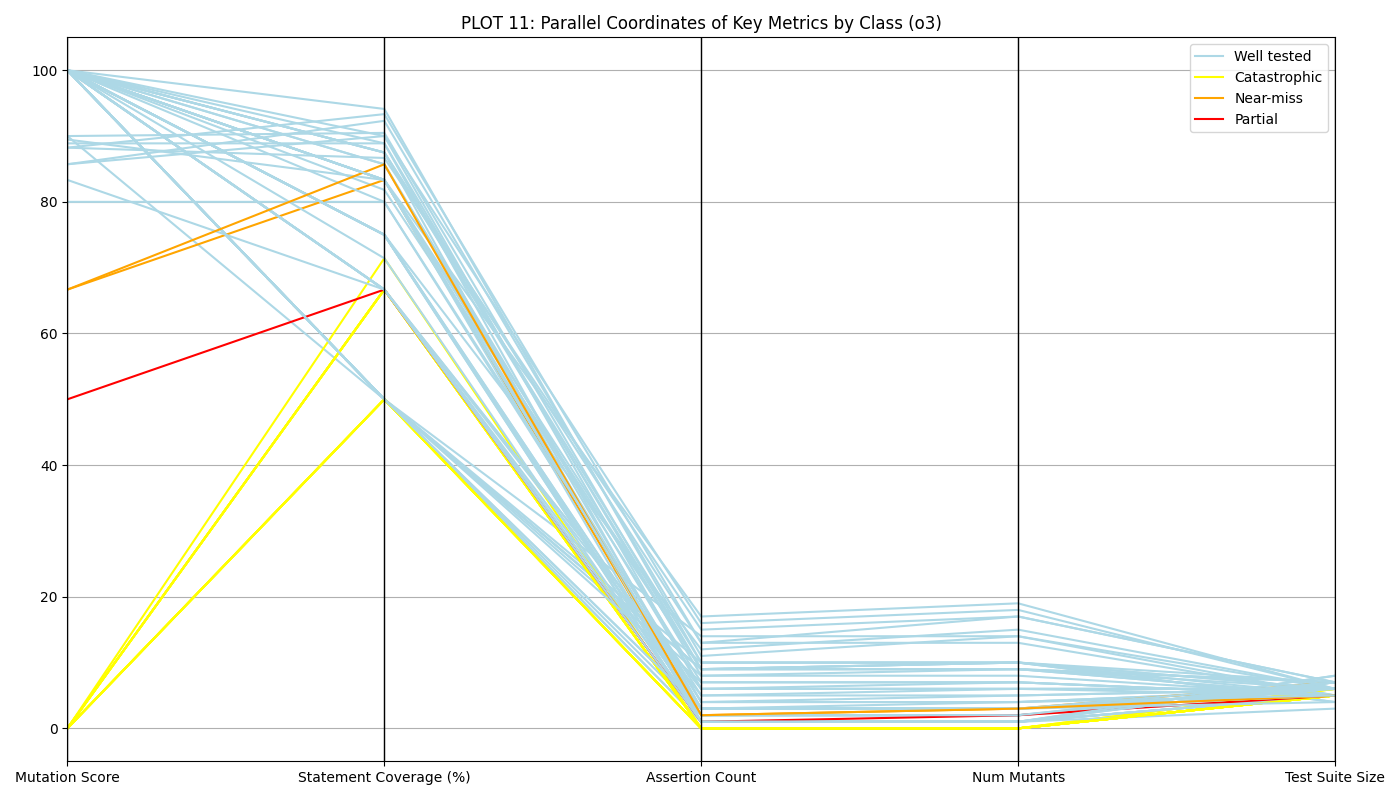 PLOT 11: Parallel Coordinates of Key Metrics by Class (o3)
Well tested
Catastrophic
Near-miss
Partial
100
80
60
40
20
0
Mutation Score
Statement Coverage (%)
Assertion Count
Num Mutants
Test Suite Size